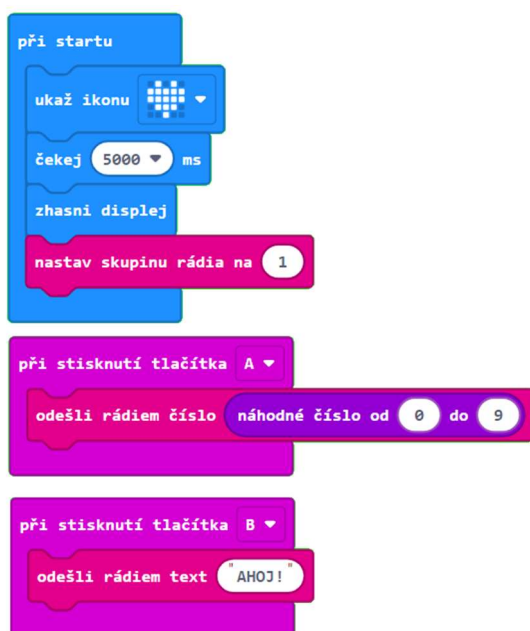 při startu
ukaž ikonu
čekej 5000 ms
zhasni displej
nastav skupinu rádia na 1
při stisknutí tlačítka A
odešli rádiem číslo náhodné číslo od 0 do 9
při stisknutí tlačítka B
odešli rádiem text "AHOJ!"